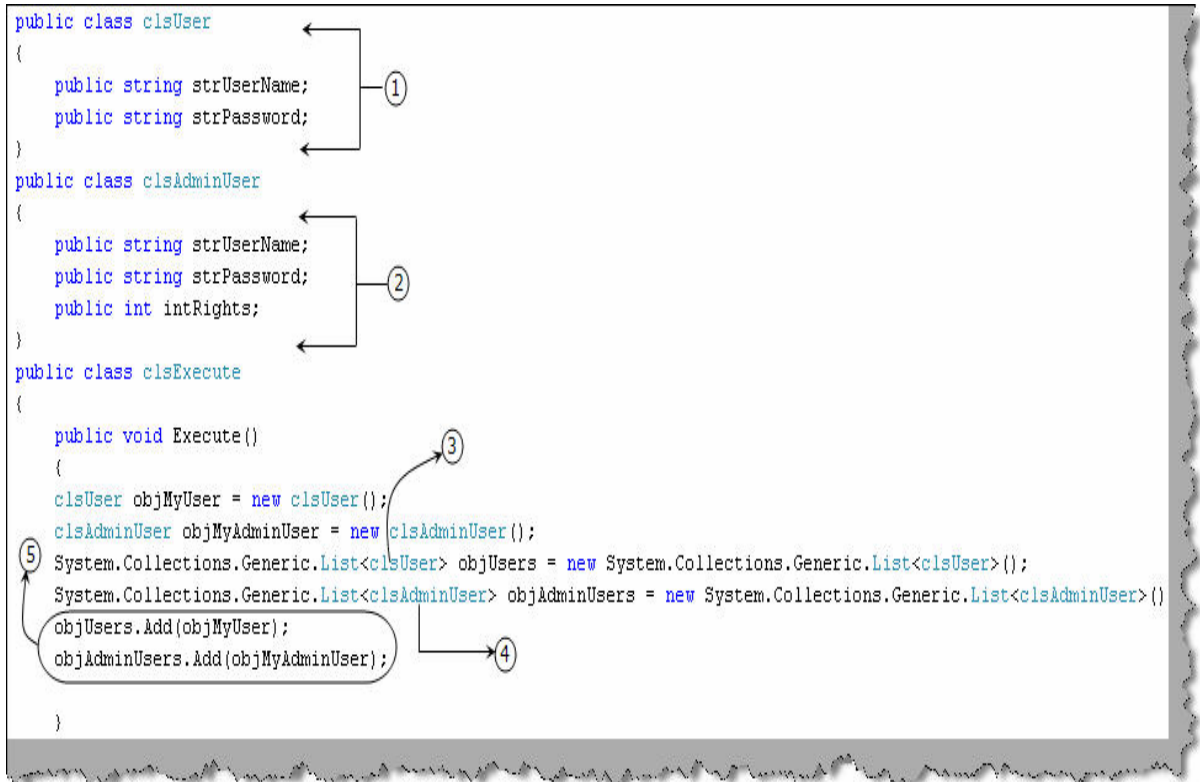 public class clsUser
{
public string strUserName;
public string strPassword;
1
}
public class clsAdminUser
{
public string strUserName;
public string strPassword;
public int intRights;
2
}
public class clsExecute
{
public void Execute()
3
{
clsUser objMyUser = new clsUser();
clsAdminUser objMyAdminUser = new clsAdminUser();
5
System.Collections.Generic.List<clsUser> objUsers = new System.Collections.Generic.List<clsUser>();
System.Collections.Generic.List<clsAdminUser> objAdminUsers = new System.Collections.Generic.List<clsAdminUser>()
objUsers.Add(objMyUser);
objAdminUsers.Add(objMyAdminUser);
4
}